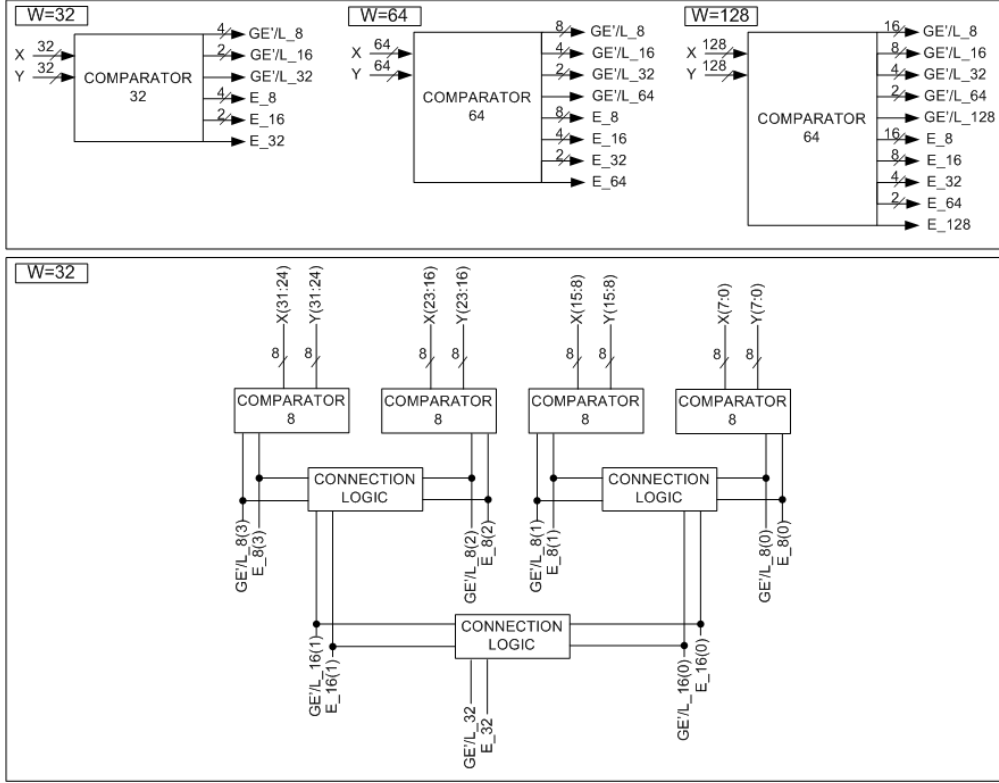 W=32
X 32
Y 32
COMPARATOR
32
4 GE'/L_8
2 GE'/L_16
GE'/L_32
4 E_8
2 E_16
E_32
W=64
X 64
Y 64
COMPARATOR
64
8 GE'/L_8
4 GE'/L_16
2 GE'/L_32
GE'/L_64
8 E_8
4 E_16
2 E_32
E_64
W=128
X 128
Y 128
COMPARATOR
64
16 GE'/L_8
8 GE'/L_16
4 GE'/L_32
2 GE'/L_64
GE'/L_128
16 E_8
8 E_16
4 E_32
2 E_64
E_128
W=32
X(31:24)
Y(31:24)
X(23:16)
Y(23:16)
X(15:8)
Y(15:8)
X(7:0)
Y(7:0)
8 8 8 8 8 8 8 8
COMPARATOR
8
COMPARATOR
8
COMPARATOR
8
COMPARATOR
8
CONNECTION
LOGIC
CONNECTION
LOGIC
GE'/L_8(3)
E_8(3)
GE'/L_8(2)
E_8(2)
GE'/L_8(1)
E_8(1)
GE'/L_8(0)
E_8(0)
CONNECTION
LOGIC
GE'/L_16(1)
E_16(1)
GE'/L_16(0)
E_16(0)
GE'/L_32
E_32